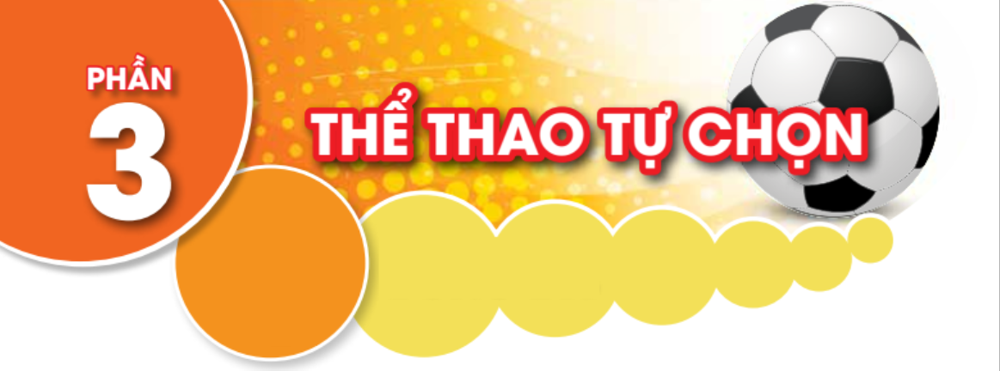 PHẦN
3
THỂ THAO TỰ CHỌN